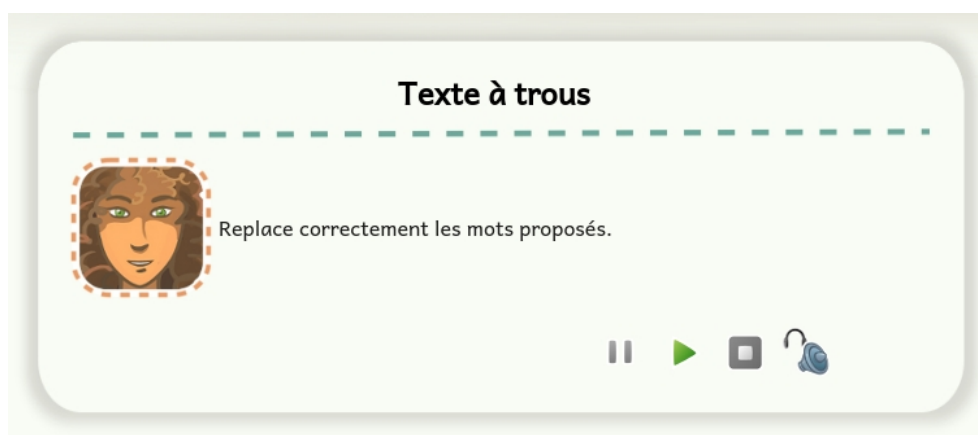 Texte à trous
Replace correctement les mots proposés.